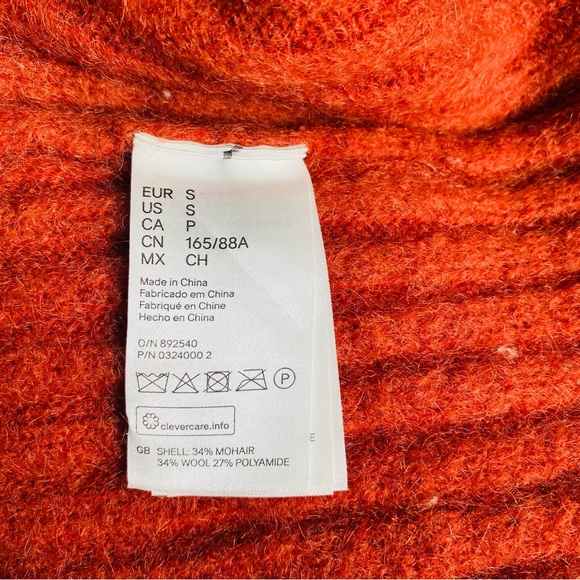 EUR S
US S
CA P
CN 165/88A
MX CH
Made in China
Fabricado em China
Fabriqué en Chine
Hecho en China
O/N 892540
P/N 0324000 2
P
clevercare.info
GB SHELL: 34% MOHAIR
34% WOOL 27% POLYAMIDE
E